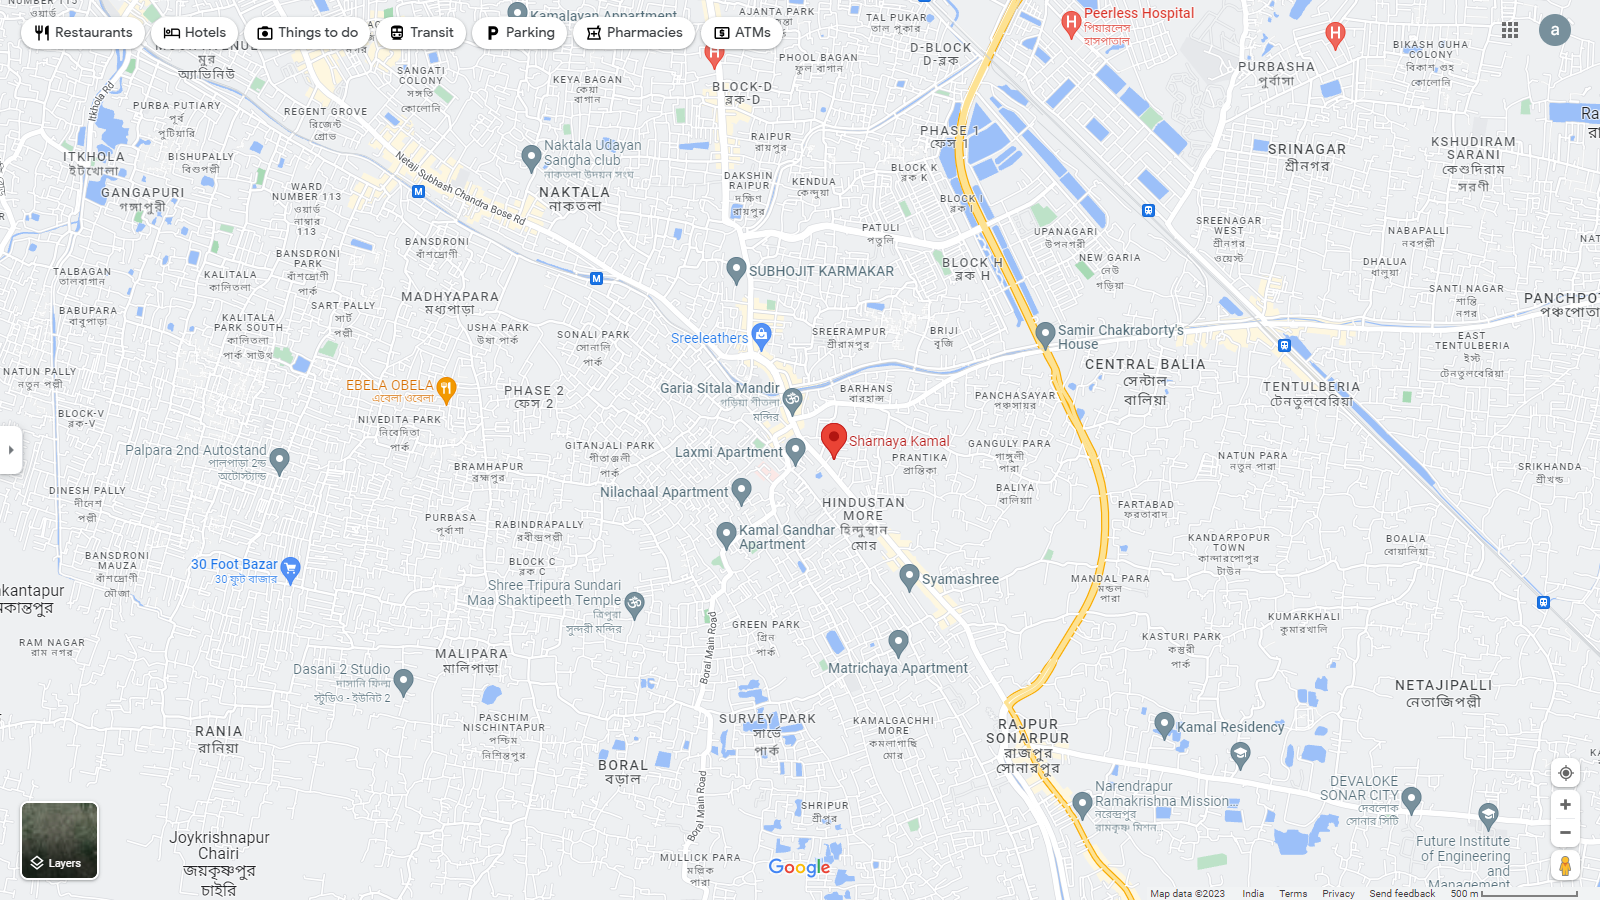 Restaurants
Hotels
Things to do
Transit
Parking
Pharmacies
ATMs
a
Kamalayan Appartment
AJANTA PARK
TAL PUKAR
তাল পুকার
Peerless Hospital
পিয়ারলেস
হাসপাতাল
D-BLOCK
D-ব্লক
BIKASH GUHA
COLONY
বিকাশ গুহ
কোলোনি
মুর
অ্যাভিনিউ
SANGATI
COLONY
সঙ্গতি
কোলোনি
KEYA BAGAN
কেয়া
বাগান
PHOOL BAGAN
ফুল বাগান
BLOCK-D
ব্লক-D
PURBASHA
পুর্বাসা
Itkhola Rd
PURBA PUTIARY
পূর্ব
পুটিয়ারি
REGENT GROVE
রিজেন্ট
গ্রোভ
RAIPUR
রায়পুর
PHASE 1
ফেস 1
SRINAGAR
শ্রীনগর
KSHUDIRAM
SARANI
কেশুদিরাম
সরণী
ITKHOLA
ইটখোলা
BISHUPALLY
বিশুপল্লী
Netaji Subhash Chandra Bose Rd
Naktala Udayan
Sangha club
নাকতলা উদয়ন সংঘ
NAKTALA
নাকতলা
DAKSHIN
RAIPUR
দক্ষিণ
রায়পুর
KENDUA
কেন্দুয়া
BLOCK K
ব্লক K
BLOCK I
ব্লক I
GANGAPURI
গঙ্গাপুরী
WARD
NUMBER 113
ওয়ার্ড
নাম্বার
113
BANSDRONI
বাঁশদ্রোণী
PATULI
পতুলি
UPANAGARI
উপনগরী
SREENAGAR
WEST
শ্রীনগর
ওয়েস্ট
NABAPALLI
নবপল্লী
BANSDRONI
PARK
বাঁশদ্রোণী
পার্ক
TALBAGAN
তালবাগান
KALITALA
কালিতলা
SUBHOJIT KARMAKAR
BLOCK H
ব্লক H
NEW GARIA
নেউ
গড়িয়া
DHALUA
ধালুয়া
SANTI NAGAR
শান্তি
নগর
PANCHPOTA
BABUPARA
বাবুপাড়া
SART PALLY
সার্ট
পল্লী
MADHYAPARA
মধ্যপাড়া
KALITALA
PARK SOUTH
কালিতলা
পার্ক সাউথ
USHA PARK
উষা পার্ক
SONALI PARK
সোনালি
পার্ক
Sreeleathers
SREERAMPUR
শ্রীরামপুর
BRIJI
বৃজি
Samir Chakraborty's
House
EAST
TENTULBERIA
ইস্ট
টেনতুলবেরিয়া
NATUN PALLY
নতুন পল্লী
CENTRAL BALIA
সেন্টাল
বালিয়া
EBELA OBELA
এবেলা ওবেলা
PHASE 2
ফেস 2
Garia Sitala Mandir
গড়িয়া শীতলা
মন্দির
BARHANS
বারহান্স
PANCHASAYAR
পঞ্চসায়র
TENTULBERIA
টেনতুলবেরিয়া
BLOCK-V
ব্লক-V
NIVEDITA PARK
নিবেদিতা
পার্ক
Palpara 2nd Autostand
পালপাড়া 2ন্ড
অটোস্ট্যান্ড
GITANJALI PARK
গীতাঞ্জলী
পার্ক
Laxmi Apartment
Sharnaya Kamal
PRANTIKA
প্রান্তিকা
GANGULY PARA
গাঙ্গুলী
পারা
NATUN PARA
নতুন পারা
SRIKHANDA
শ্রীখন্ড
BRAMHAPUR
ব্রহ্মপুর
DINESH PALLY
দীনেশ
পল্লী
Nilachaal Apartment
BALIYA
বালিয়াা
HINDUSTAN
MORE
হিন্দুস্থান
মোর
FARTABAD
ফরতাবাদ
PURBASA
পূর্বাশা
RABINDRAPALLY
রবীন্দ্রপল্লী
Kamal Gandhar
Apartment
KANDARPOPUR
TOWN
কান্দারপোপুর
টাউন
BOALIA
বোয়ালিয়া
BANSDRONI
MAUZA
বাঁশদ্রোণী
মৌজা
30 Foot Bazar
30 ফুট বাজার
BLOCK C
ব্লক C
Shree Tripura Sundari
Maa Shaktipeeth Temple
ত্রিপুরা
সুন্দরী মন্দির
Syamashree
MANDAL PARA
মন্ডল
পারা
KUMARKHALI
কুমারখালি
RAM NAGAR
রাম নগর
GREEN PARK
গ্রিন
পার্ক
Boral Main Road
KASTURI PARK
কস্তুরী
পার্ক
MALIPARA
মালিপাড়া
Dasani 2 Studio
দাসানি ফিল্ম
স্টুডিও - ইউনিট 2
Matrichaya Apartment
NETAJIPALLI
নেতাজিপল্লী
RANIA
রানিয়া
PASCHIM
NISCHINTAPUR
পশ্চিম
নিশ্চিন্তপুর
SURVEY PARK
সার্ভে
পার্ক
KAMALGACHHI
MORE
কমলাগাছি
মোর
RAJPUR
SONARPUR
রাজপুর
সোনারপুর
Kamal Residency
BORAL
বড়াল
Boral Main Road
Narendrapur
Ramakrishna Mission...
নরেন্দ্রপুর
রামকৃষ্ণ মিশন
DEVALOKE
SONAR CITY
দেবলোক
সোনার সিটি
SHRIPUR
শ্রীপুর
Joykrishnapur
Chairi
জয়কৃষ্ণপুর
চাইরি
MULLICK PARA
মল্লিক
পারা
Future Institute
of Engineering
and
Management
Layers
Google
Map data ©2023
India
Terms
Privacy
Send feedback
500 m